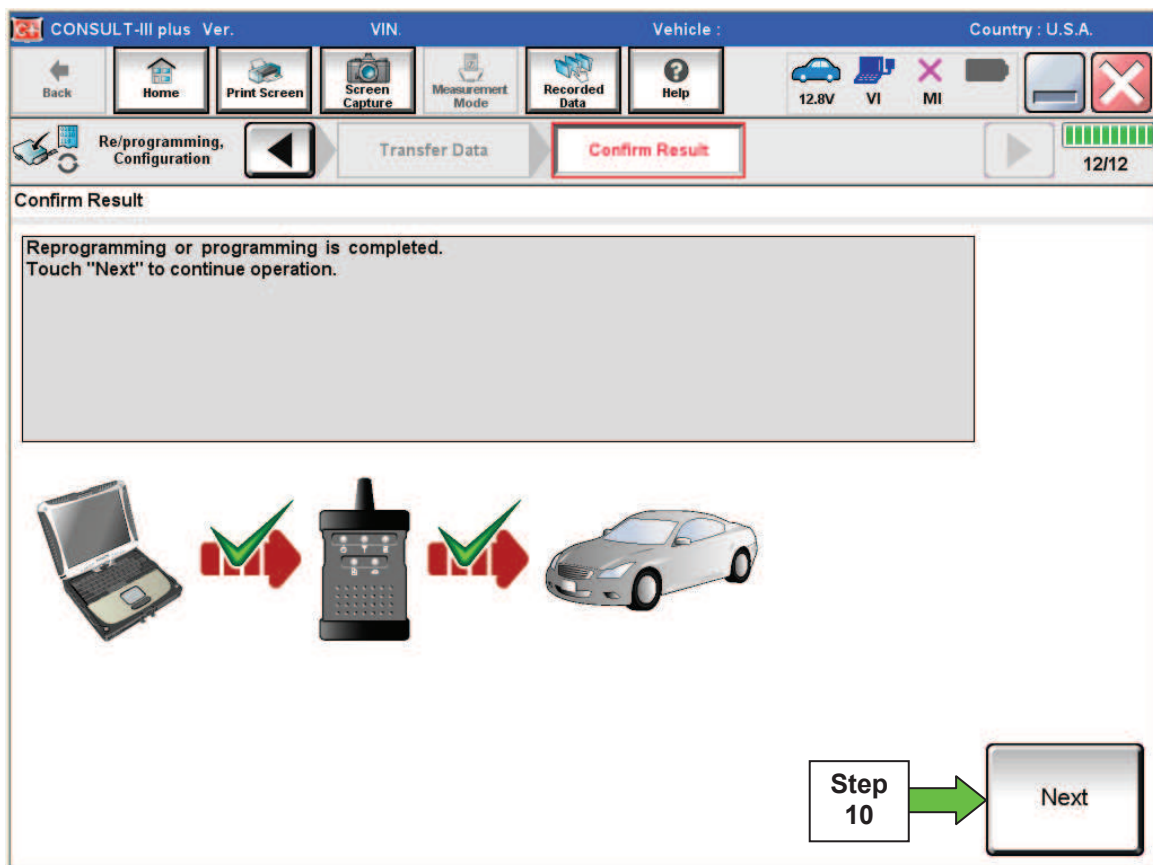 C+ CONSULT-III plus Ver. VIN. Vehicle : Country : U.S.A.
Back
Home
Print Screen
Screen
Capture
Measurement
Mode
Recorded
Data
?
Help
12.8V
VI
MI
Re/programming,
Configuration
Transfer Data
Confirm Result
12/12
Confirm Result
Reprogramming or programming is completed.
Touch "Next" to continue operation.
Step
10
Next